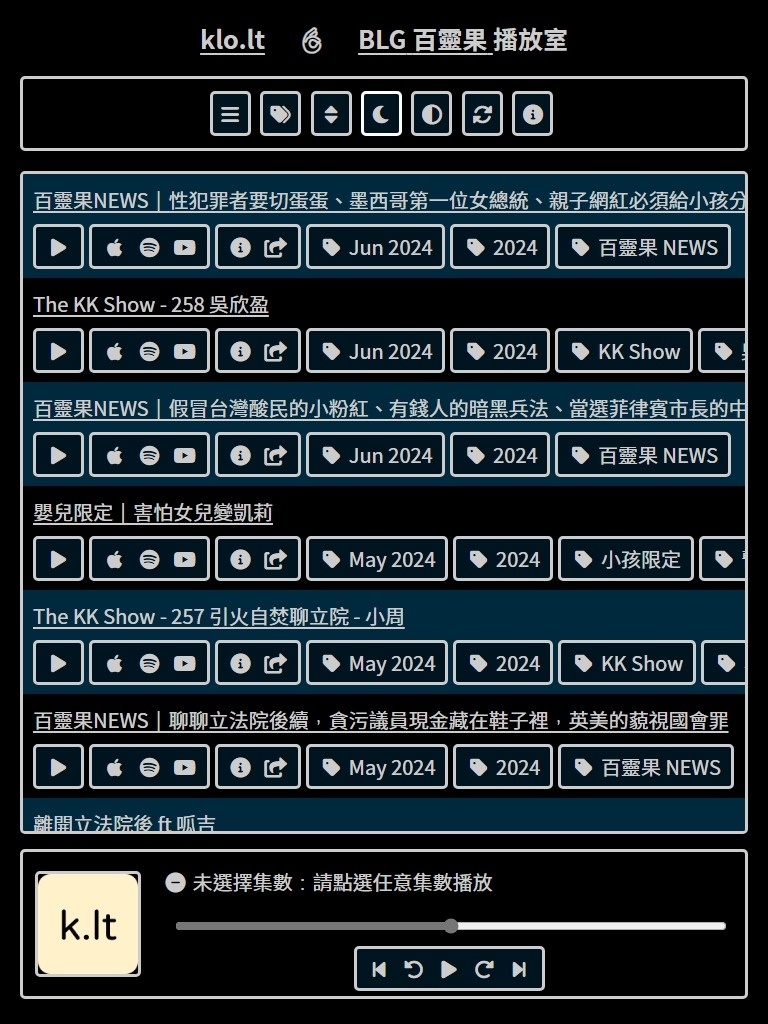 klo.lt BLG 百靈果 播放室
百靈果NEWS｜性犯罪者要切蛋蛋、墨西哥第一位女總統、親子網紅必須給小孩分
Jun 2024 2024 百靈果 NEWS
The KK Show - 258 吳欣盈
Jun 2024 2024 KK Show
百靈果NEWS｜假冒台灣酸民的小粉紅、有錢人的暗黑兵法、當選菲律賓市長的中
Jun 2024 2024 百靈果 NEWS
嬰兒限定｜害怕女兒變凱莉
May 2024 2024 小孩限定
The KK Show - 257 引火自焚聊立院 - 小周
May 2024 2024 KK Show
百靈果NEWS｜聊聊立法院後續，貪污議員現金藏在鞋子裡，英美的藐視國會罪
May 2024 2024 百靈果 NEWS
離開立法院後 ft 呱吉
未選擇集數：請點選任意集數播放
k.lt